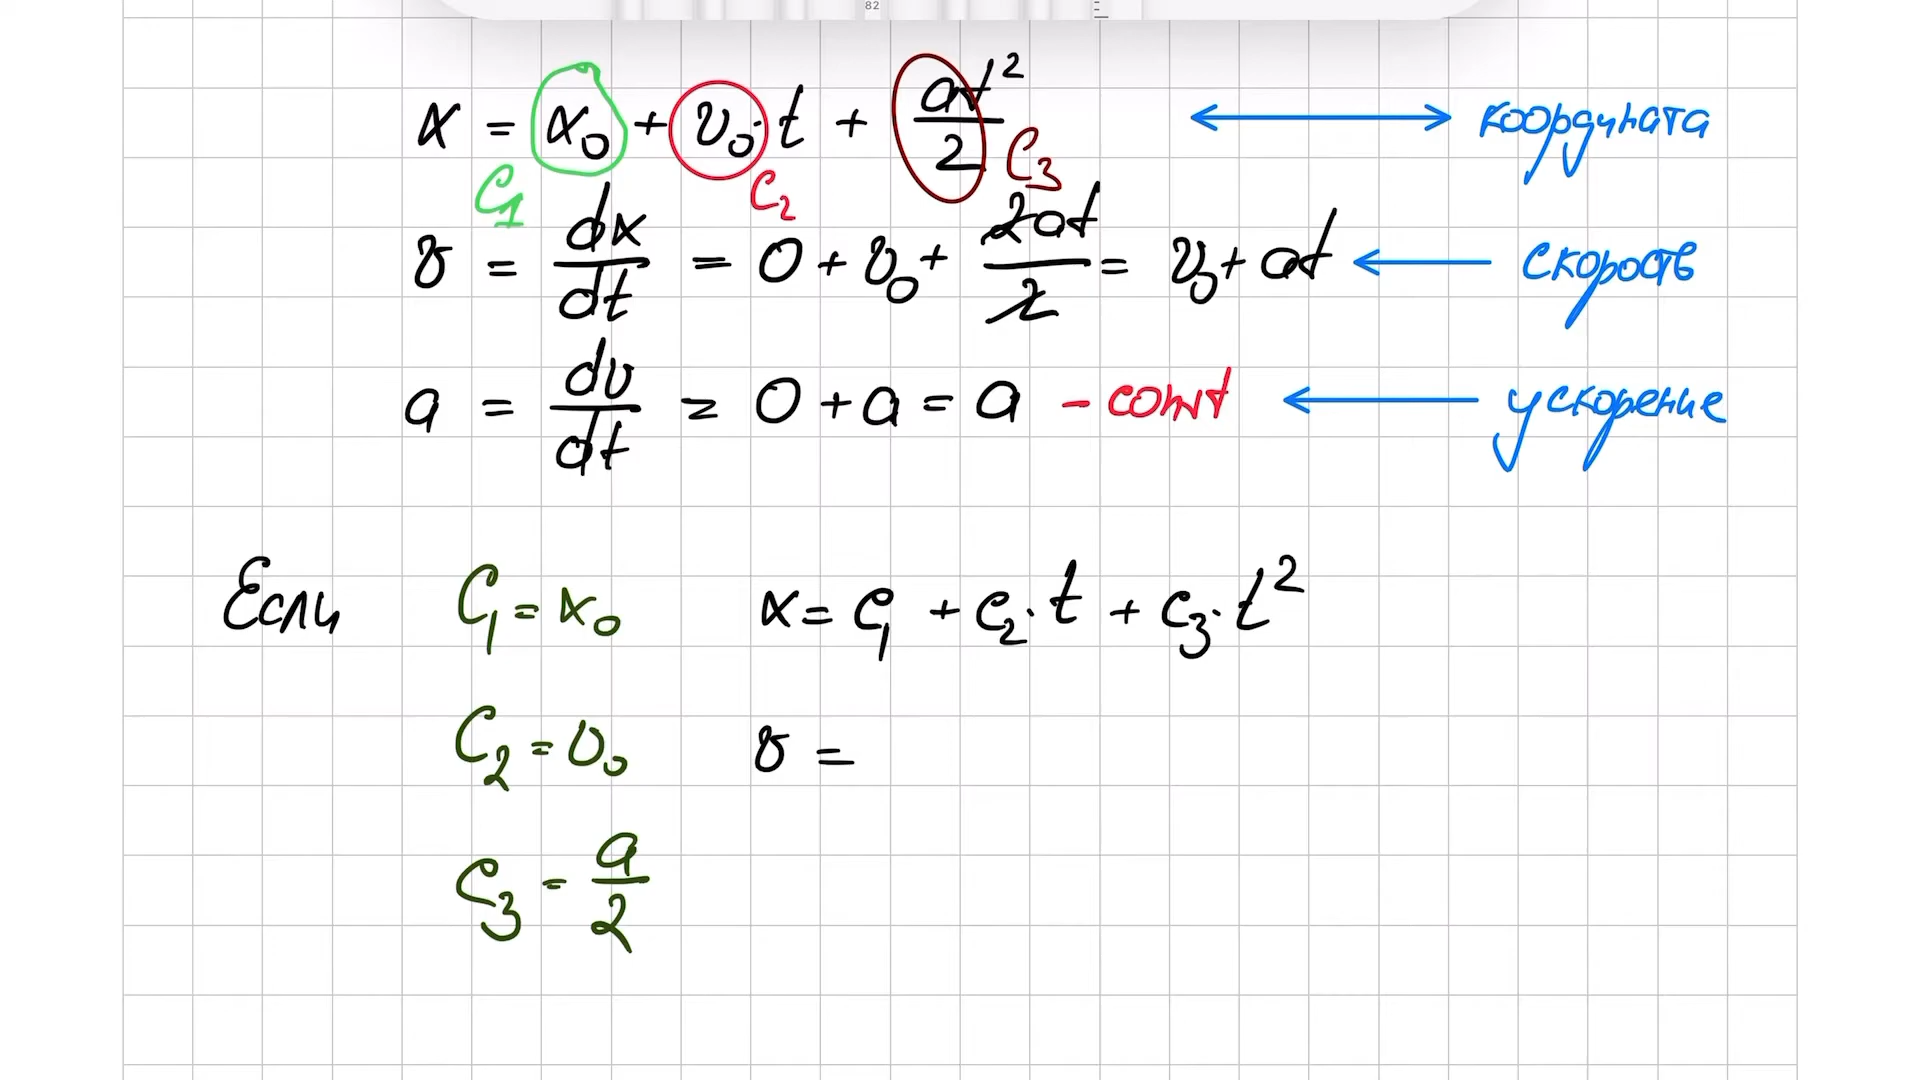 82
x = x₀ + v₀·t + at²/2 ⟷ координата
C₁ C₂ C₃
v = dx/dt = 0 + v₀ + 2at/2 = v₀ + at ← скорость
a = dv/dt = 0 + a = a - const ← ускорение
Если C₁ = x₀ x = C₁ + C₂·t + C₃·t²
C₂ = v₀ v =
C₃ = a/2